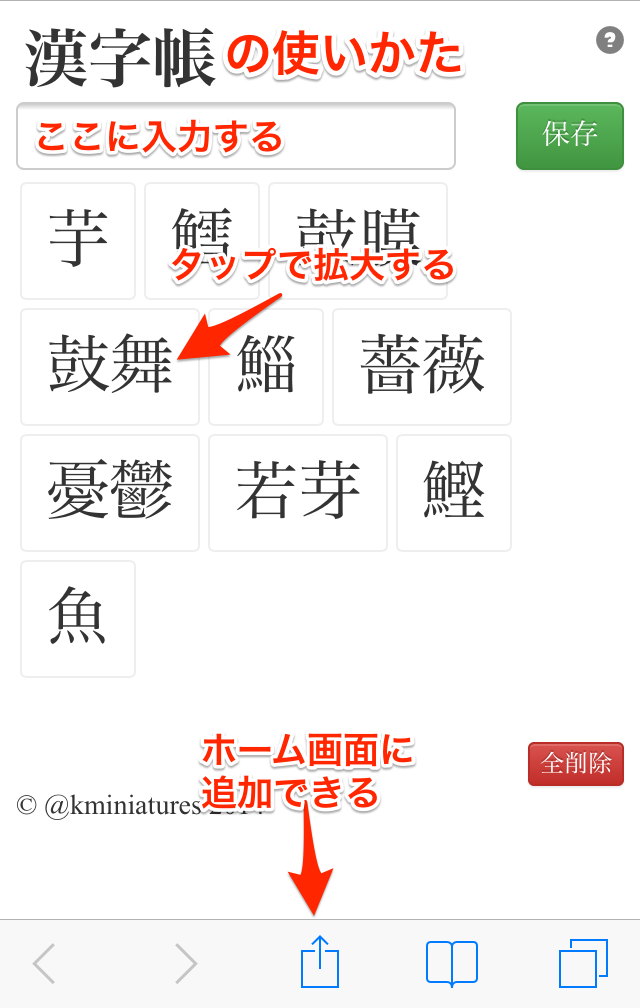 漢字帳の使いかた
?
ここに入力する
保存
芋 鱈 鼓膜
タップで拡大する
鼓舞 鯔 薔薇
憂鬱 若芽 鰹
魚
ホーム画面に
追加できる
全削除
© @kminiatures 2014